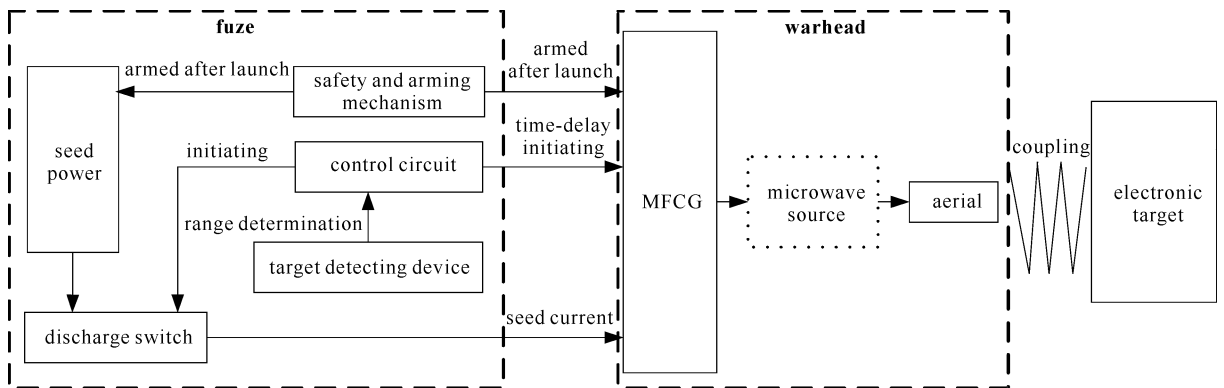 fuze
warhead
armed after launch
safety and arming
mechanism
armed
after launch
seed
power
initiating
control circuit
time-delay
initiating
range determination
target detecting device
discharge switch
seed current
MFCG
microwave
source
aerial
coupling
electronic
target